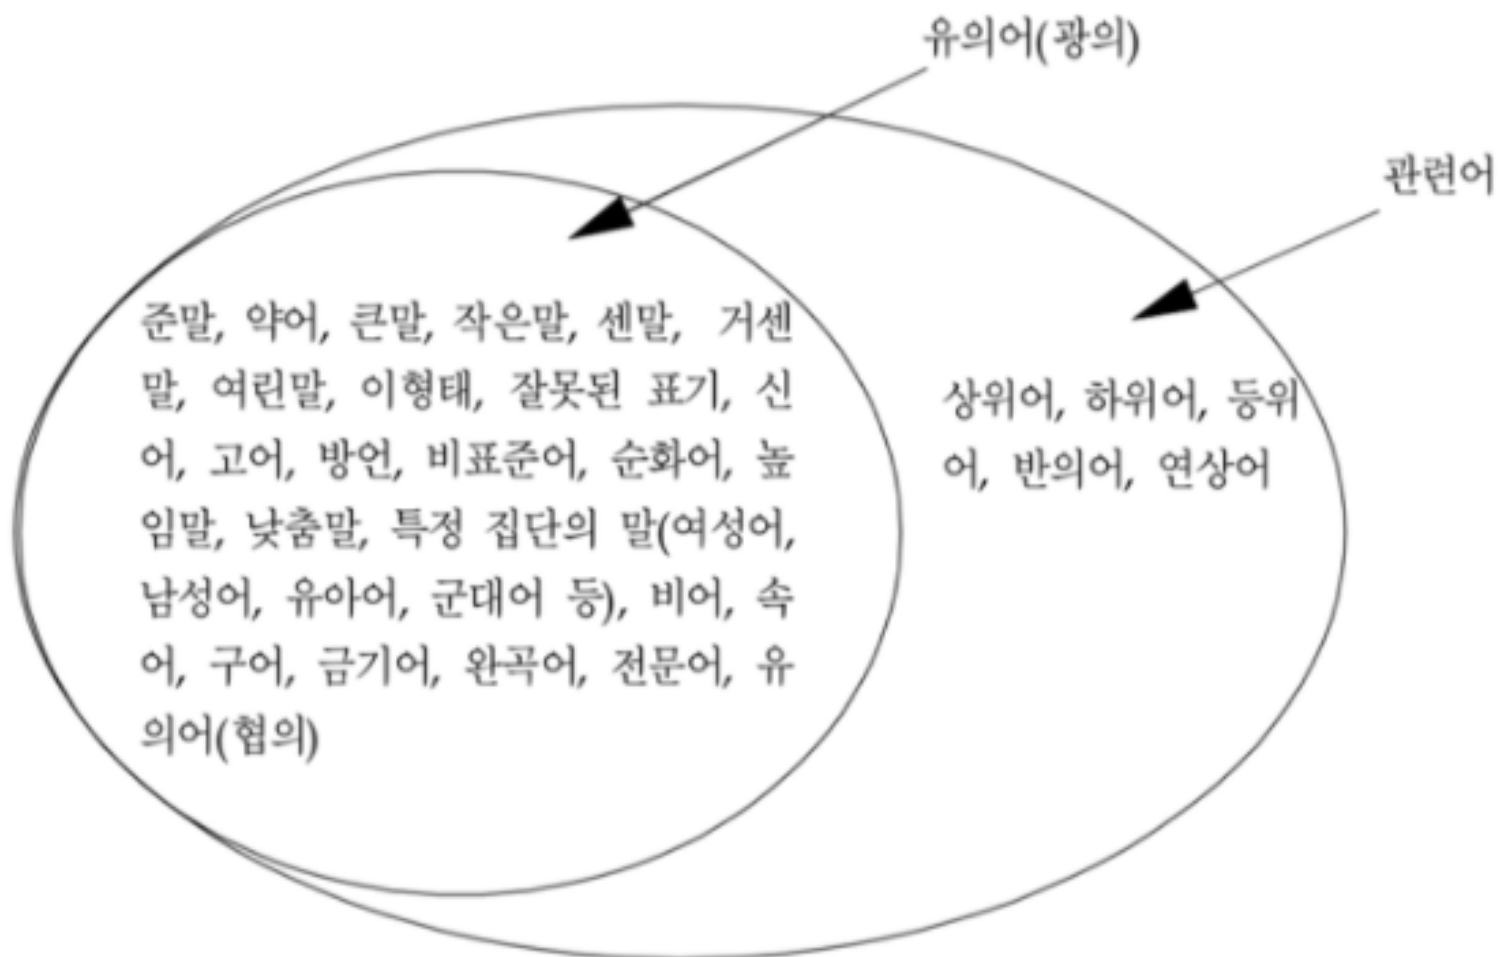 유의어(광의)
관련어
준말, 약어, 큰말, 작은말, 센말, 거센
말, 여린말, 이형태, 잘못된 표기, 신
어, 고어, 방언, 비표준어, 순화어, 높
임말, 낮춤말, 특정 집단의 말(여성어,
남성어, 유아어, 군대어 등), 비어, 속
어, 구어, 금기어, 완곡어, 전문어, 유
의어(협의)
상위어, 하위어, 등위
어, 반의어, 연상어